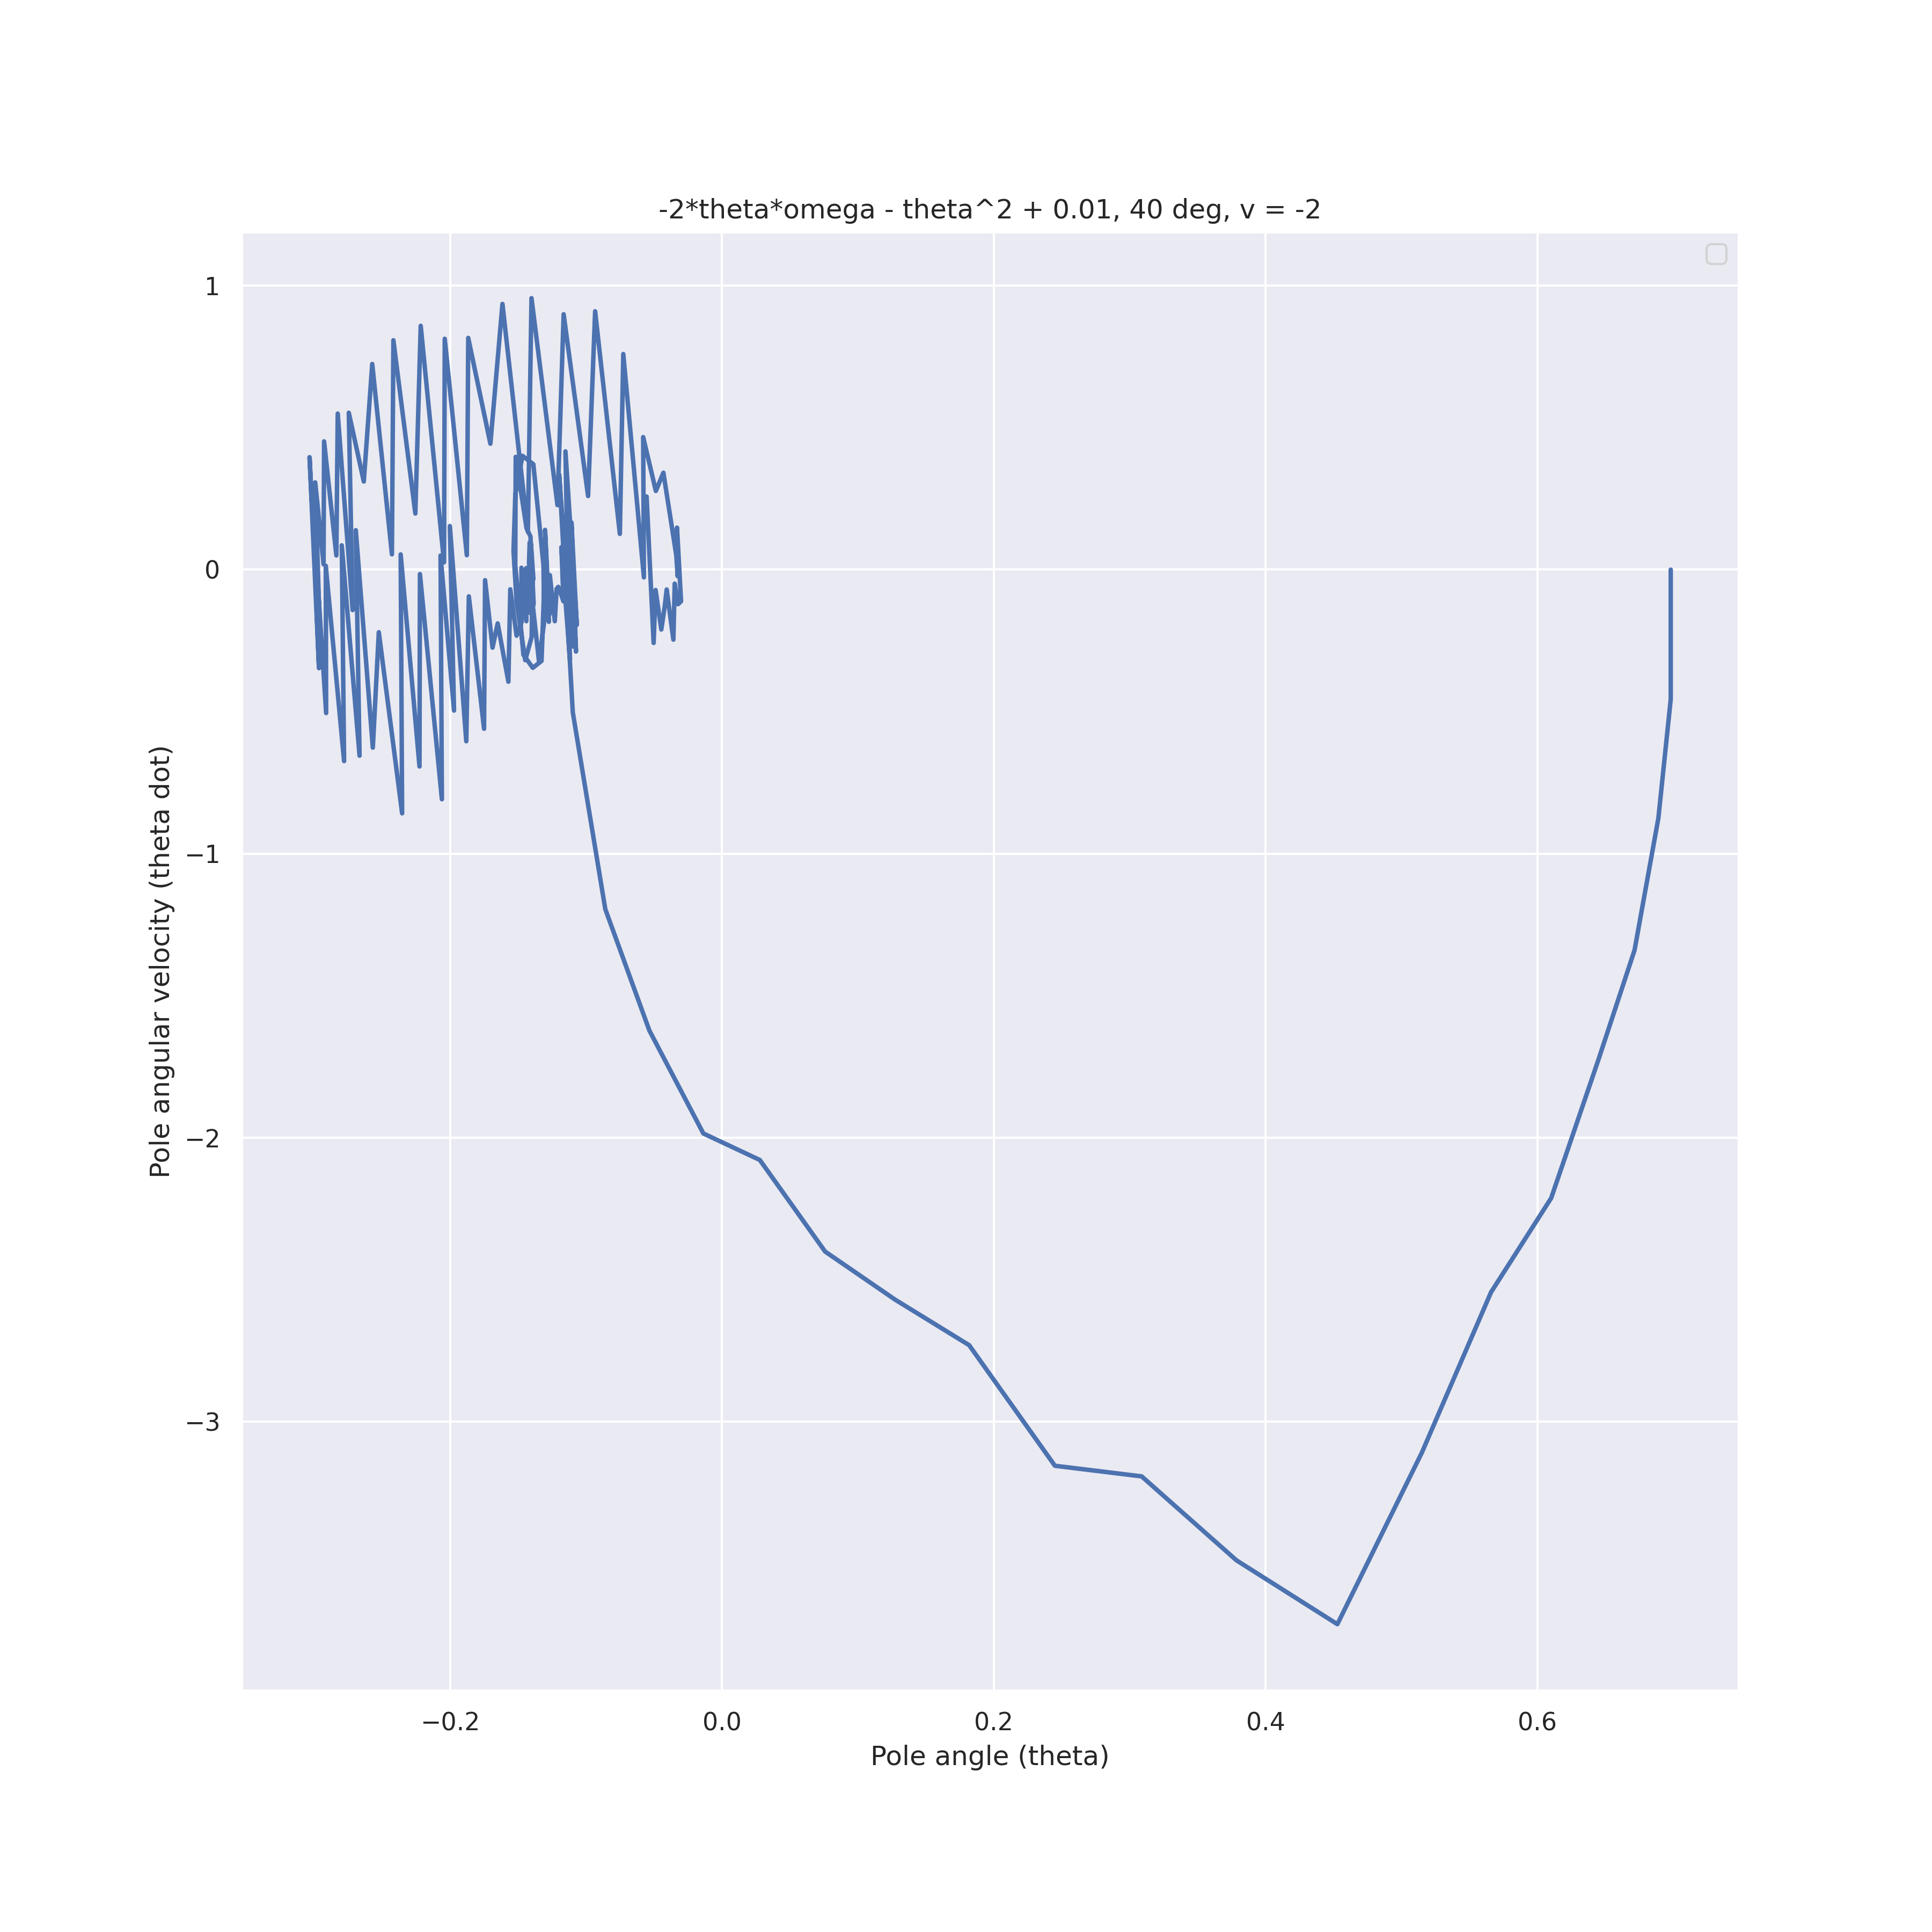 -2*theta*omega - theta^2 + 0.01, 40 deg, v = -2
1
0
−1
−2
−3
Pole angular velocity (theta dot)
−0.2 0.0 0.2 0.4 0.6
Pole angle (theta)